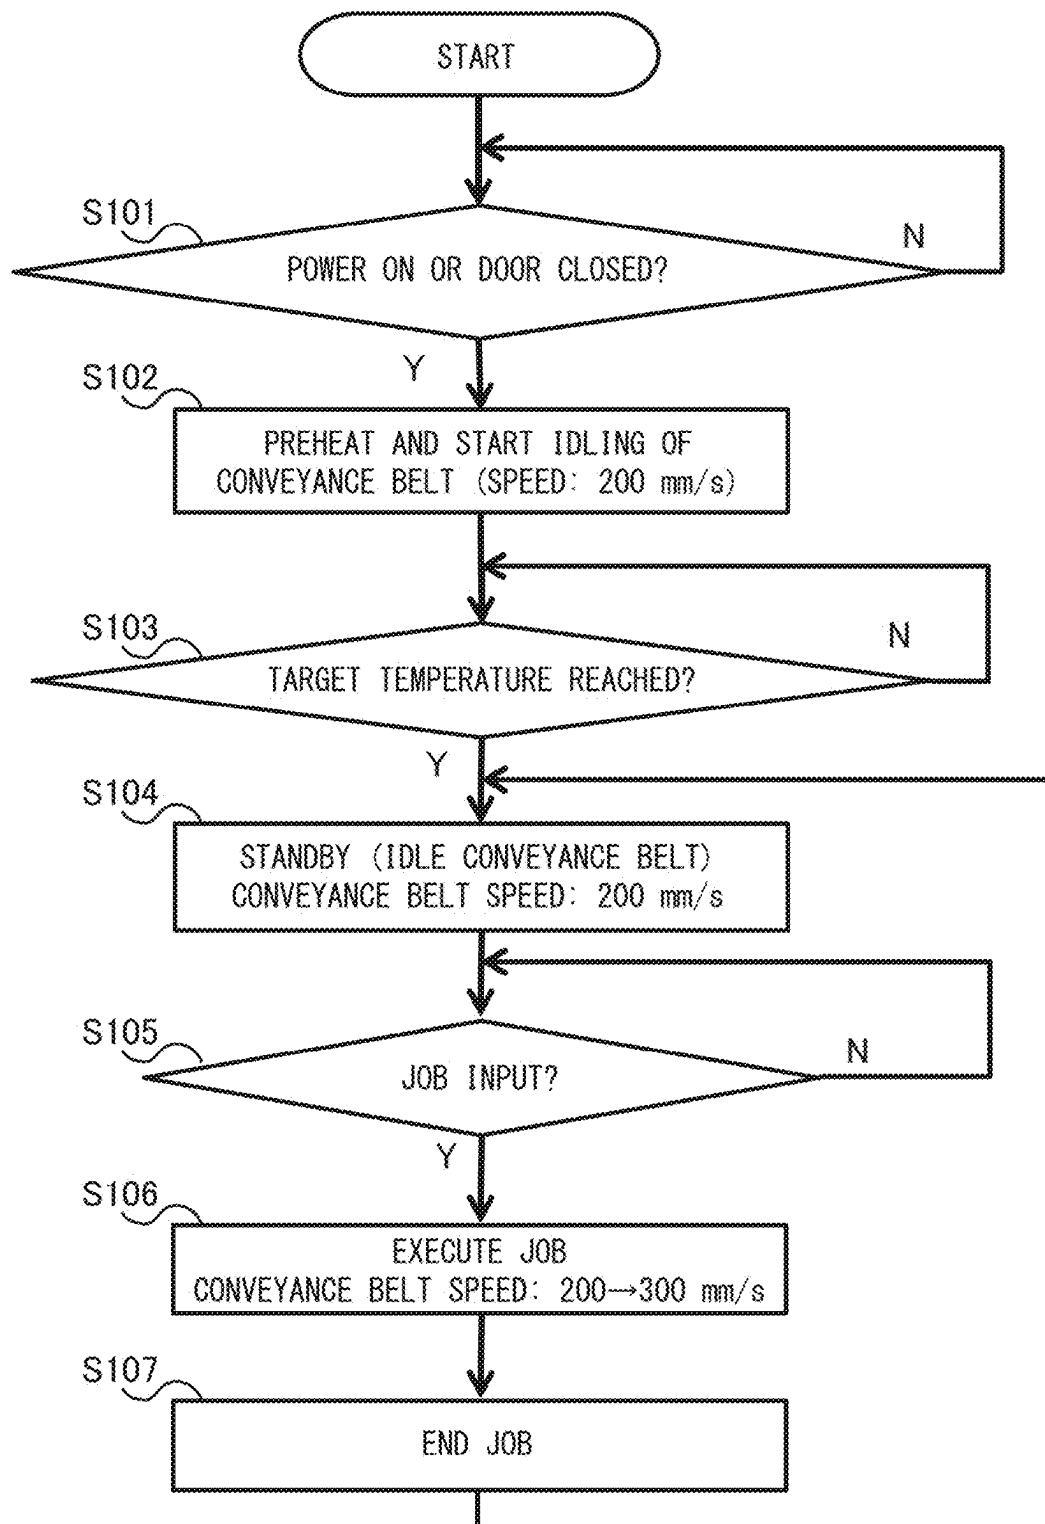 START
S101
N
POWER ON OR DOOR CLOSED?
Y
S102
PREHEAT AND START IDLING OF
CONVEYANCE BELT (SPEED: 200 mm/s)
S103
N
TARGET TEMPERATURE REACHED?
Y
S104
STANDBY (IDLE CONVEYANCE BELT)
CONVEYANCE BELT SPEED: 200 mm/s
S105
N
JOB INPUT?
Y
S106
EXECUTE JOB
CONVEYANCE BELT SPEED: 200→300 mm/s
S107
END JOB